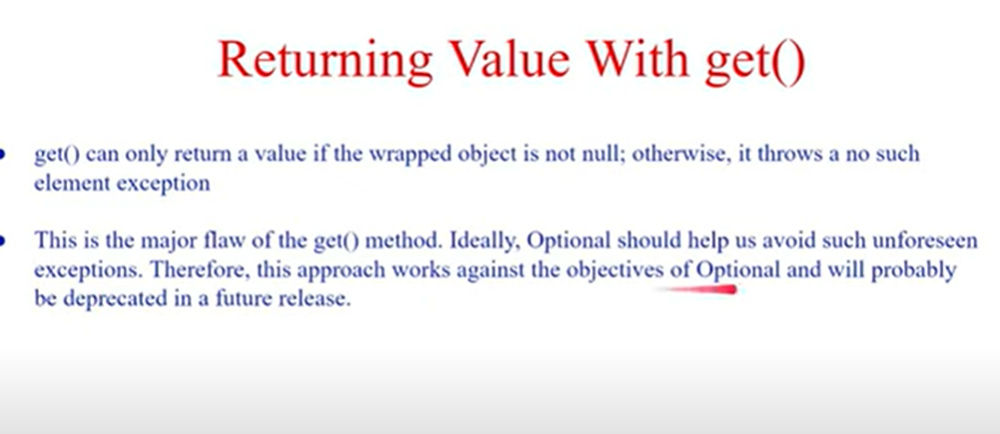 Returning Value With get()
get() can only return a value if the wrapped object is not null; otherwise, it throws a no such
element exception
This is the major flaw of the get() method. Ideally, Optional should help us avoid such unforeseen
exceptions. Therefore, this approach works against the objectives of Optional and will probably
be deprecated in a future release.